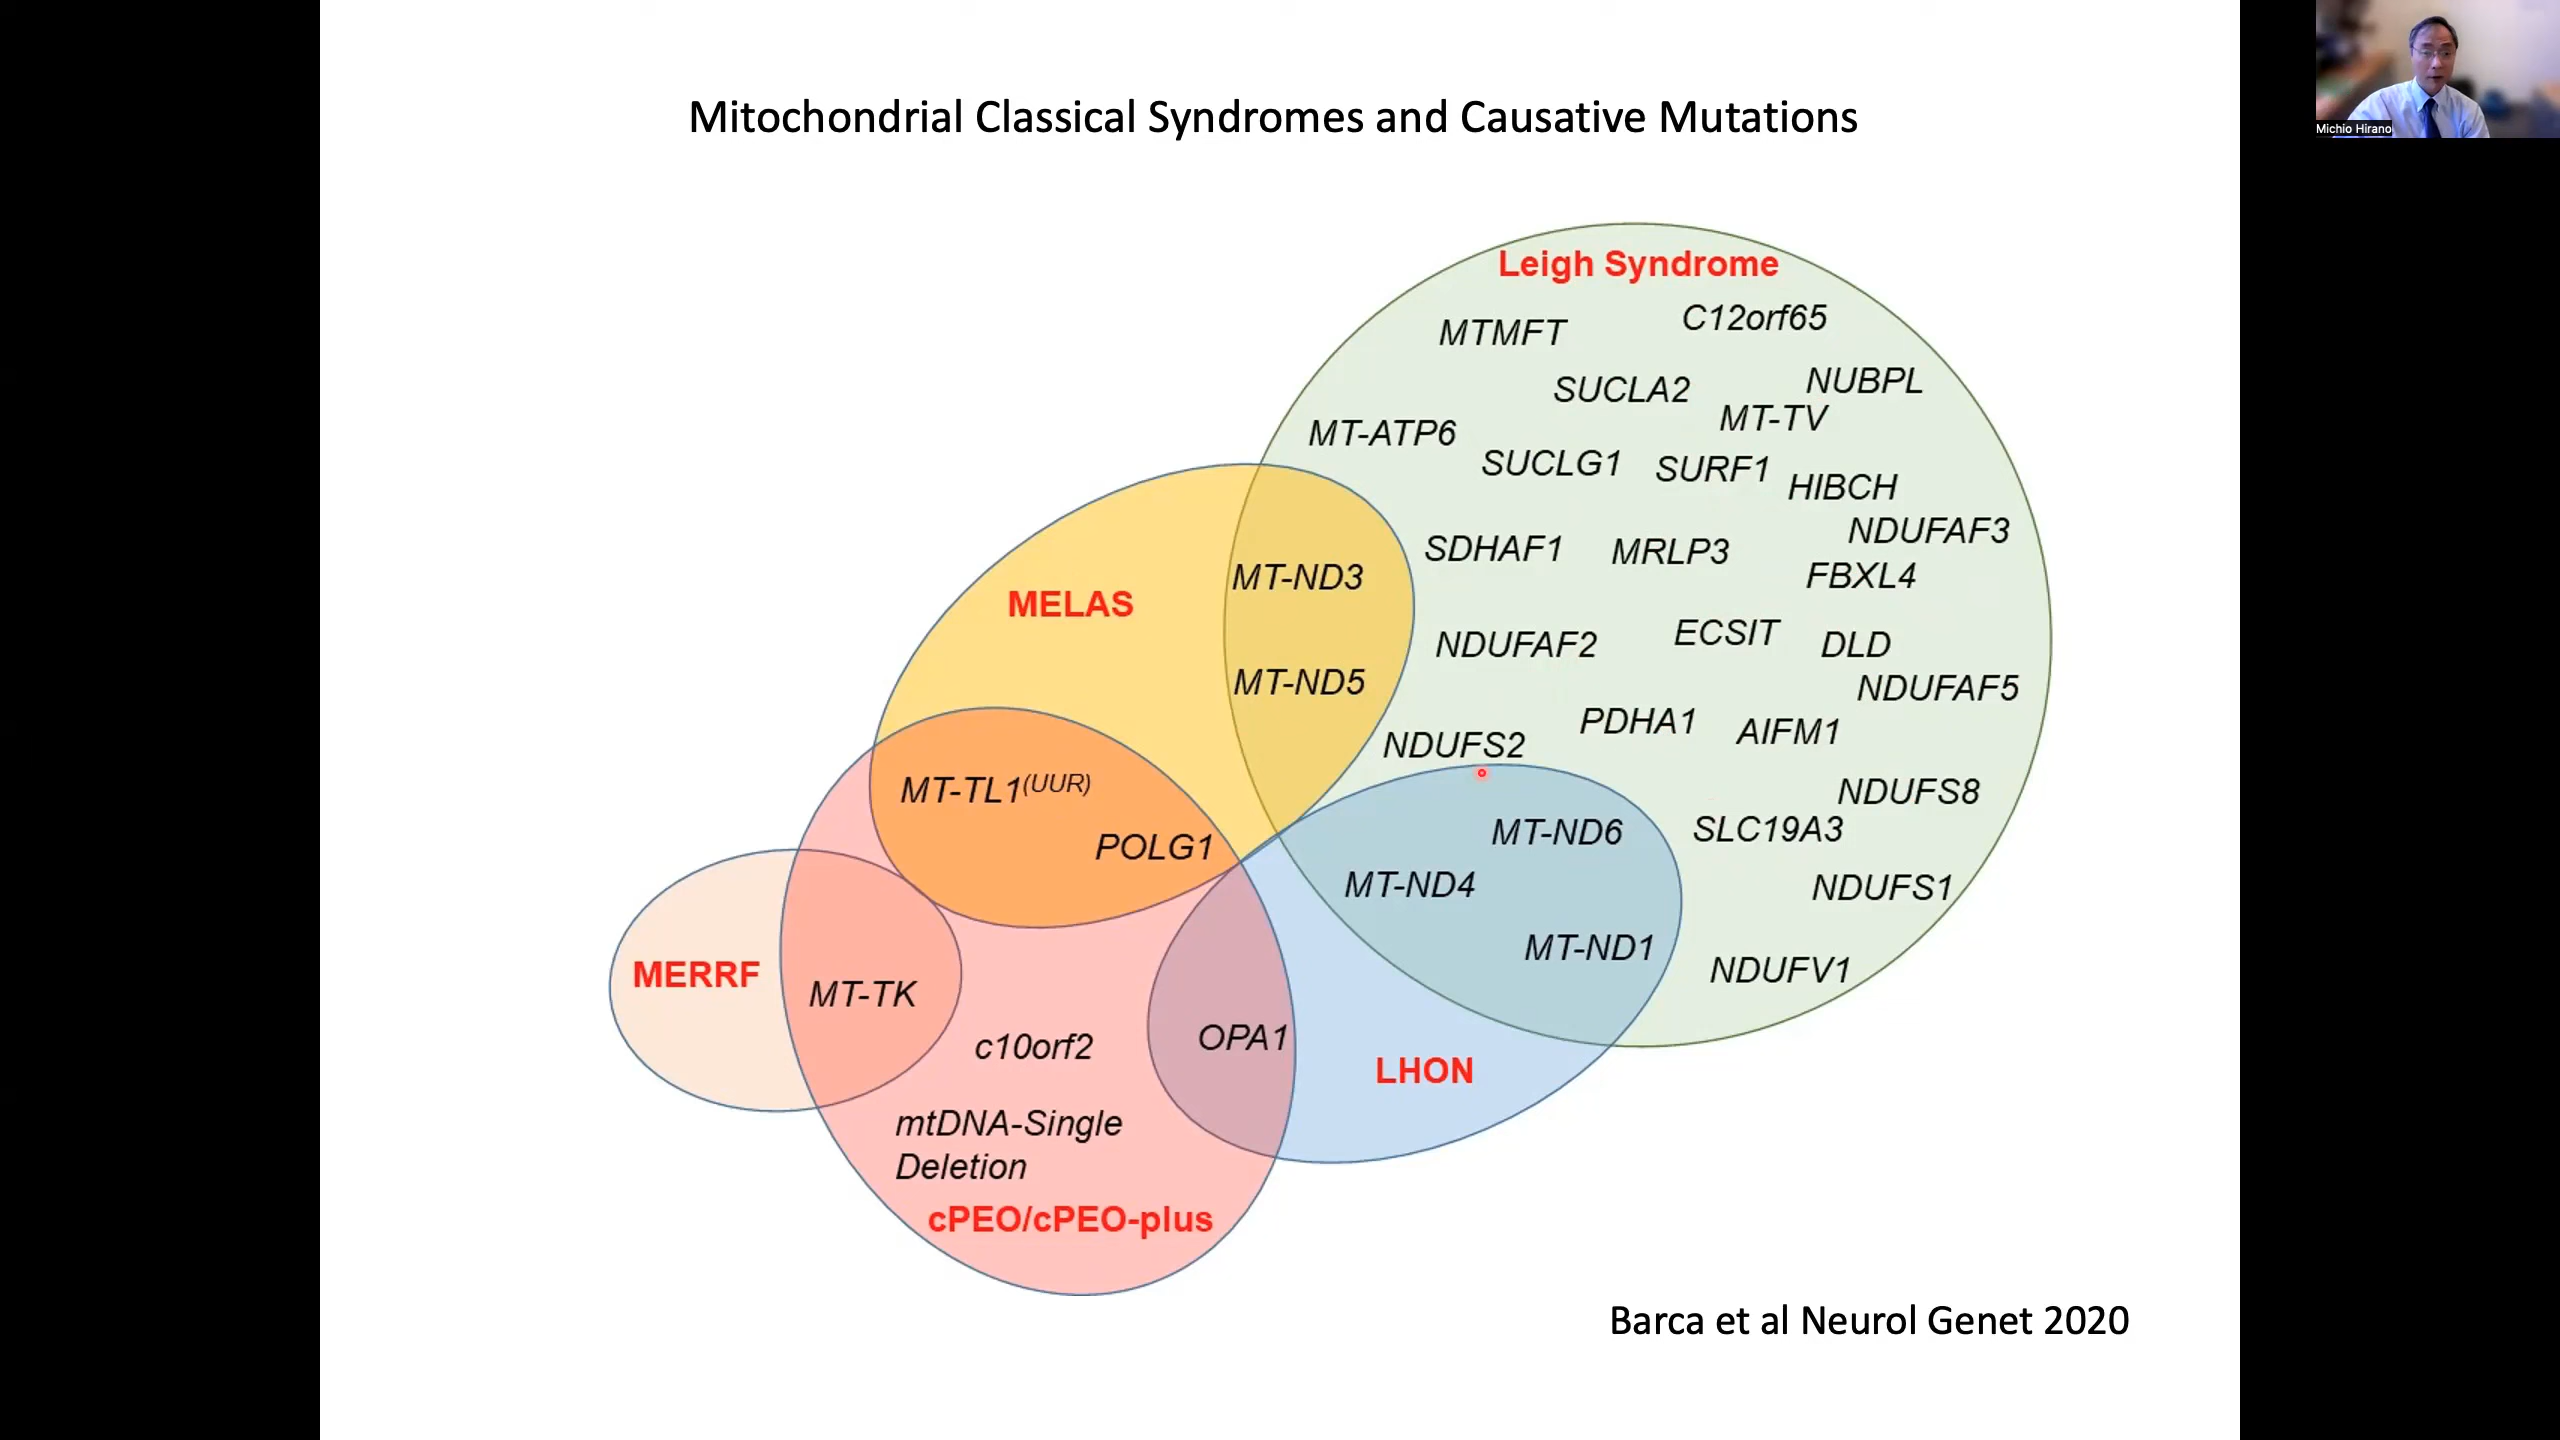 Mitochondrial Classical Syndromes and Causative Mutations
Michio Hirano
Leigh Syndrome
C12orf65
MTMFT
NUBPL
SUCLA2
MT-TV
MT-ATP6
SUCLG1
SURF1
HIBCH
NDUFAF3
SDHAF1
MRLP3
FBXL4
MT-ND3
MELAS
ECSIT
NDUFAF2
DLD
MT-ND5
NDUFAF5
PDHA1
AIFM1
NDUFS2
MT-TL1(UUR)
NDUFS8
POLG1
MT-ND6
SLC19A3
MT-ND4
NDUFS1
MT-ND1
MERRF
MT-TK
NDUFV1
c10orf2
OPA1
LHON
mtDNA-Single
Deletion
cPEO/cPEO-plus
Barca et al Neurol Genet 2020